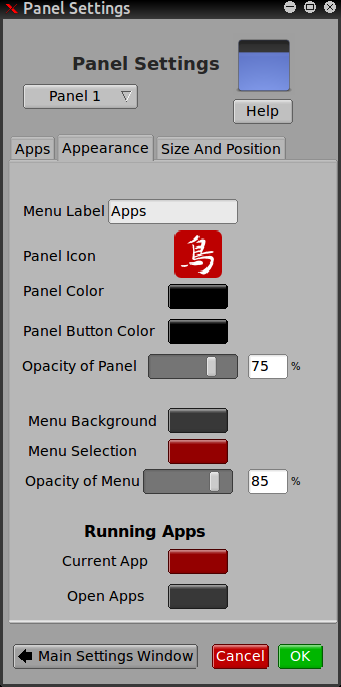 Panel Settings
Panel Settings
Panel 1
Help
Apps Appearance Size And Position
Menu Label Apps
Panel Icon 鳥
Panel Color
Panel Button Color
Opacity of Panel 75 %
Menu Background
Menu Selection
Opacity of Menu 85 %
Running Apps
Current App
Open Apps
Main Settings Window Cancel OK